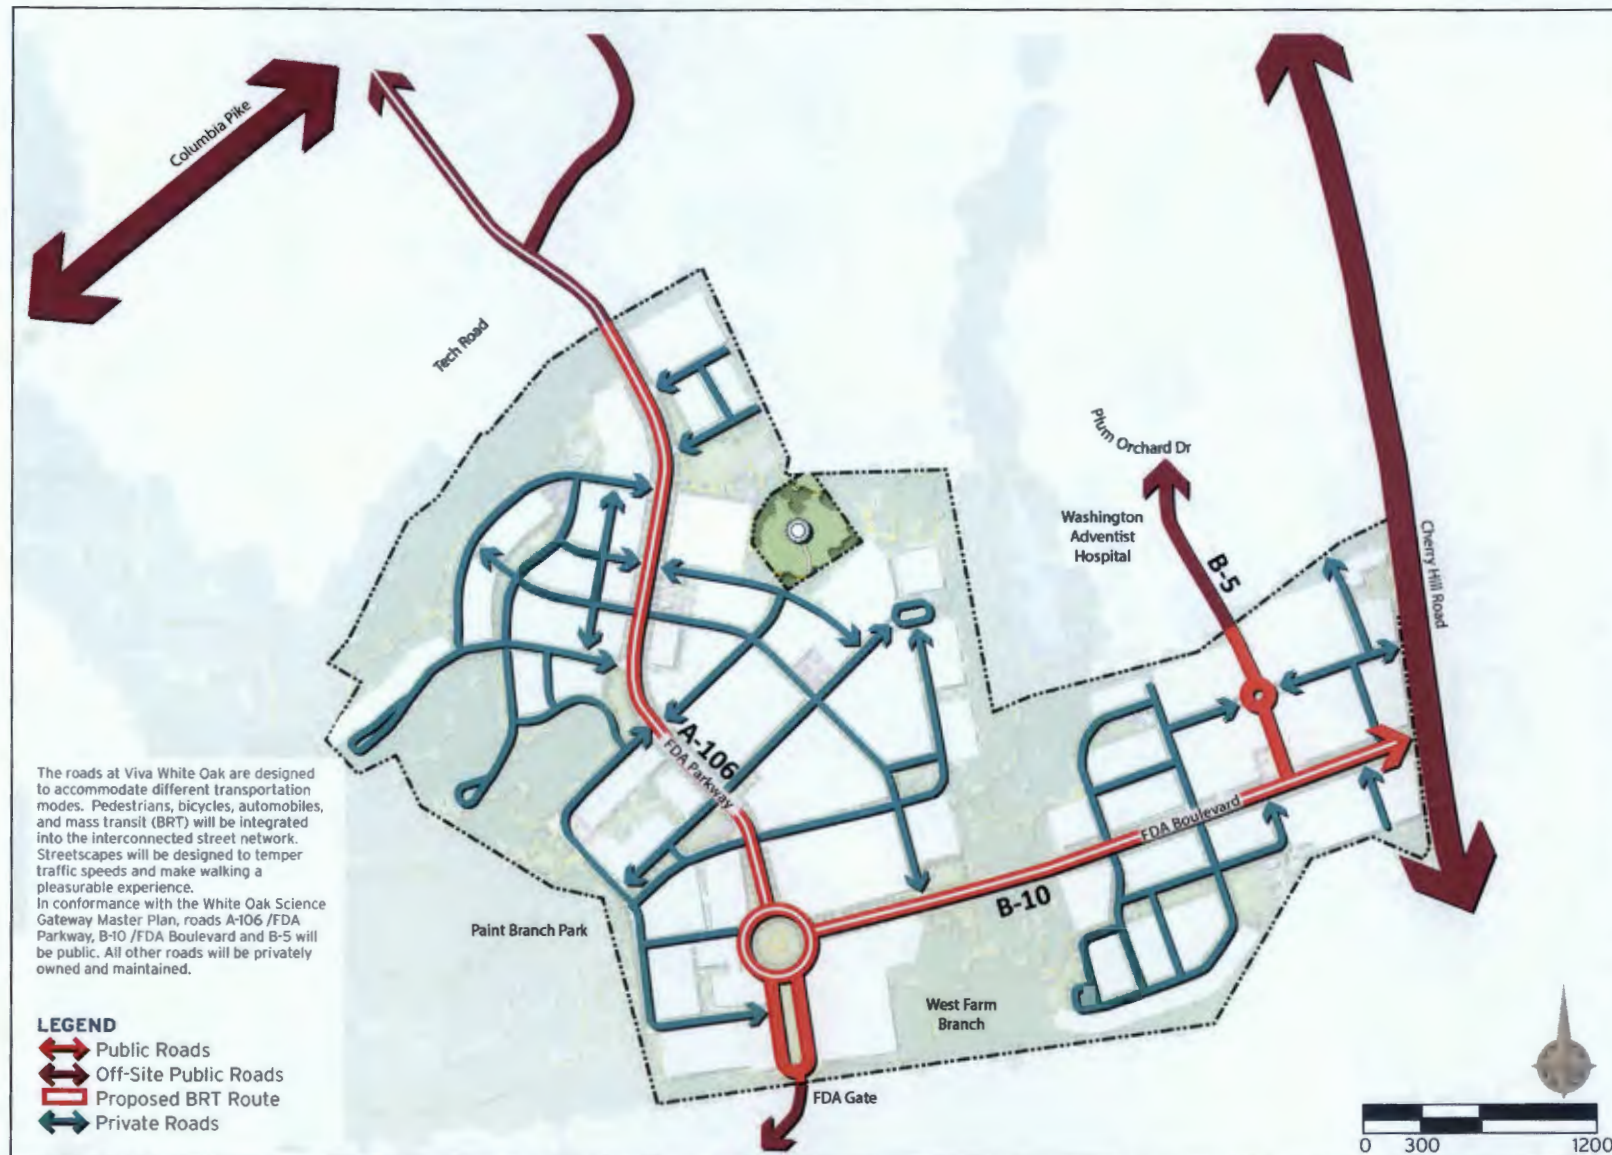 Columbia Pike
Tech Road
Plum Orchard Dr
Washington
Adventist
Hospital
B-5
Cherry Hill Road
A-106
FDA Parkway
FDA Boulevard
B-10
Paint Branch Park
West Farm
Branch
FDA Gate
The roads at Viva White Oak are designed
to accommodate different transportation
modes. Pedestrians, bicycles, automobiles,
and mass transit (BRT) will be integrated
into the interconnected street network.
Streetscapes will be designed to temper
traffic speeds and make walking a
pleasurable experience.
In conformance with the White Oak Science
Gateway Master Plan, roads A-106 /FDA
Parkway, B-10 /FDA Boulevard and B-5 will
be public. All other roads will be privately
owned and maintained.
LEGEND
Public Roads
Off-Site Public Roads
Proposed BRT Route
Private Roads
0 300 1200